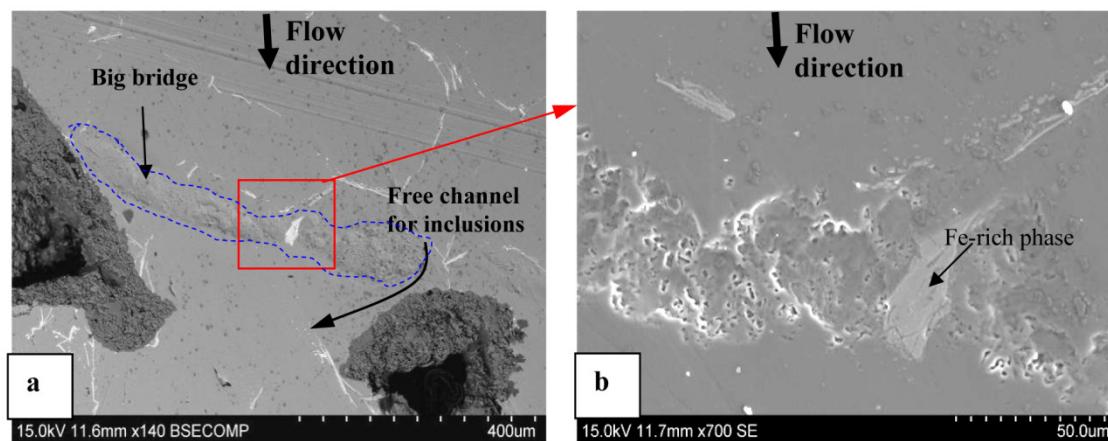 Flow
direction
Big bridge
Free channel
for inclusions
a
15.0kV 11.6mm x140 BSECOMP
400um
Flow
direction
Fe-rich phase
b
15.0kV 11.7mm x700 SE
50.0um